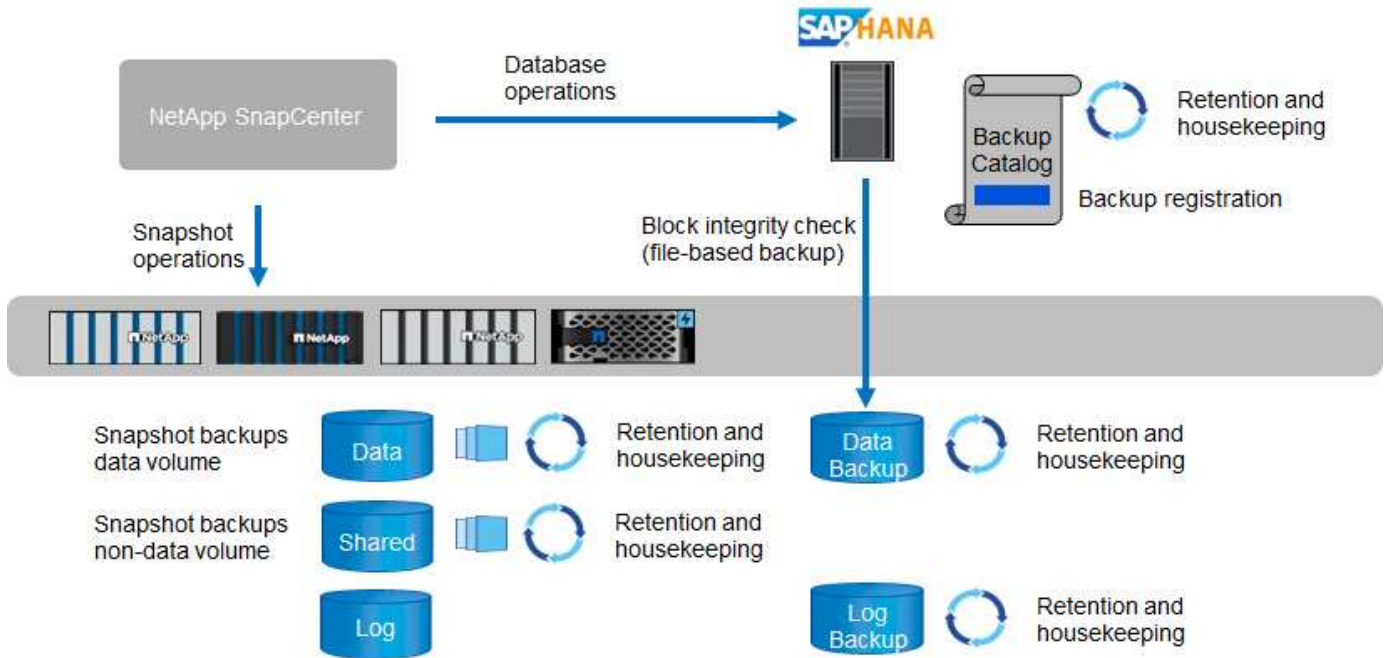 SAP HANA
Database
operations
NetApp SnapCenter
Retention and
housekeeping
Backup
Catalog
Backup registration
Snapshot
operations
Block integrity check
(file-based backup)
NetApp
NetApp
NetApp
Snapshot backups
data volume
Data
Retention and
housekeeping
Data
Backup
Retention and
housekeeping
Snapshot backups
non-data volume
Shared
Retention and
housekeeping
Log
Log
Backup
Retention and
housekeeping